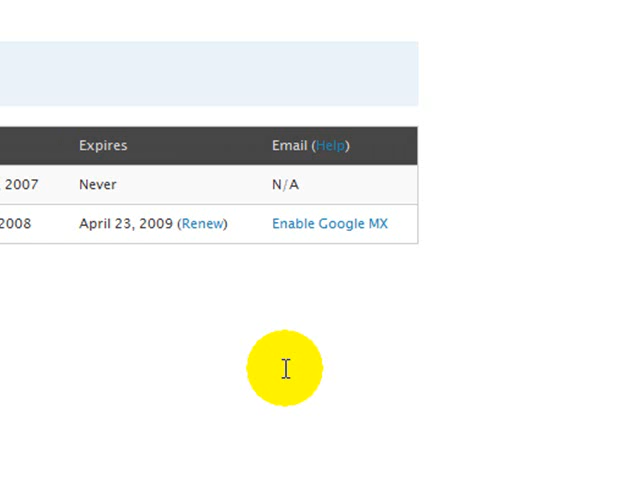 Expires Email (Help)
, 2007 Never N/A
2008 April 23, 2009 (Renew) Enable Google MX